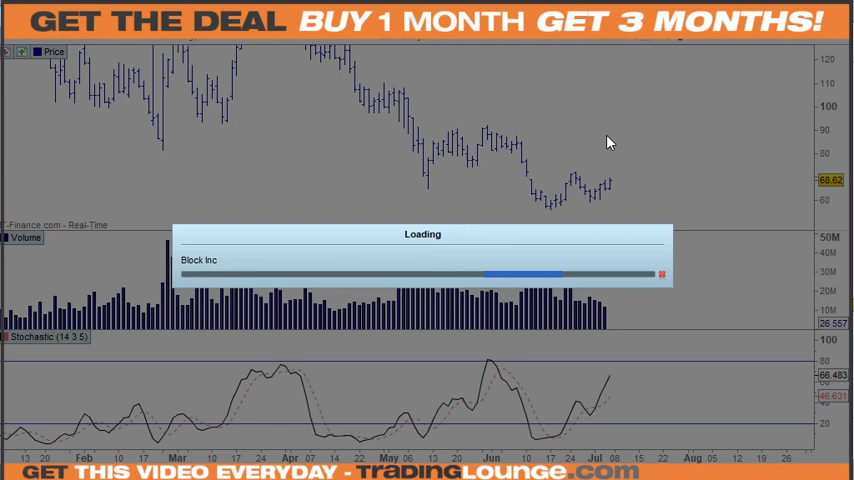 GET THE DEAL BUY 1 MONTH GET 3 MONTHS!
Price
120
110
100
90
80
68.62
60
IT-Finance.com - Real-Time
Loading
Block Inc
Volume
50M
40M
30M
20M
10M
26 557
Stochastic (14 3 5)
100
80
66.483
46.631
20
13 20 Feb 10 17 Mar 10 17 24 Apr 07 14 21 May 06 13 20 Jun 10 17 24 Jul 08 15 22 Aug 05 12 19 26
GET THIS VIDEO EVERYDAY - TradingLounge.com